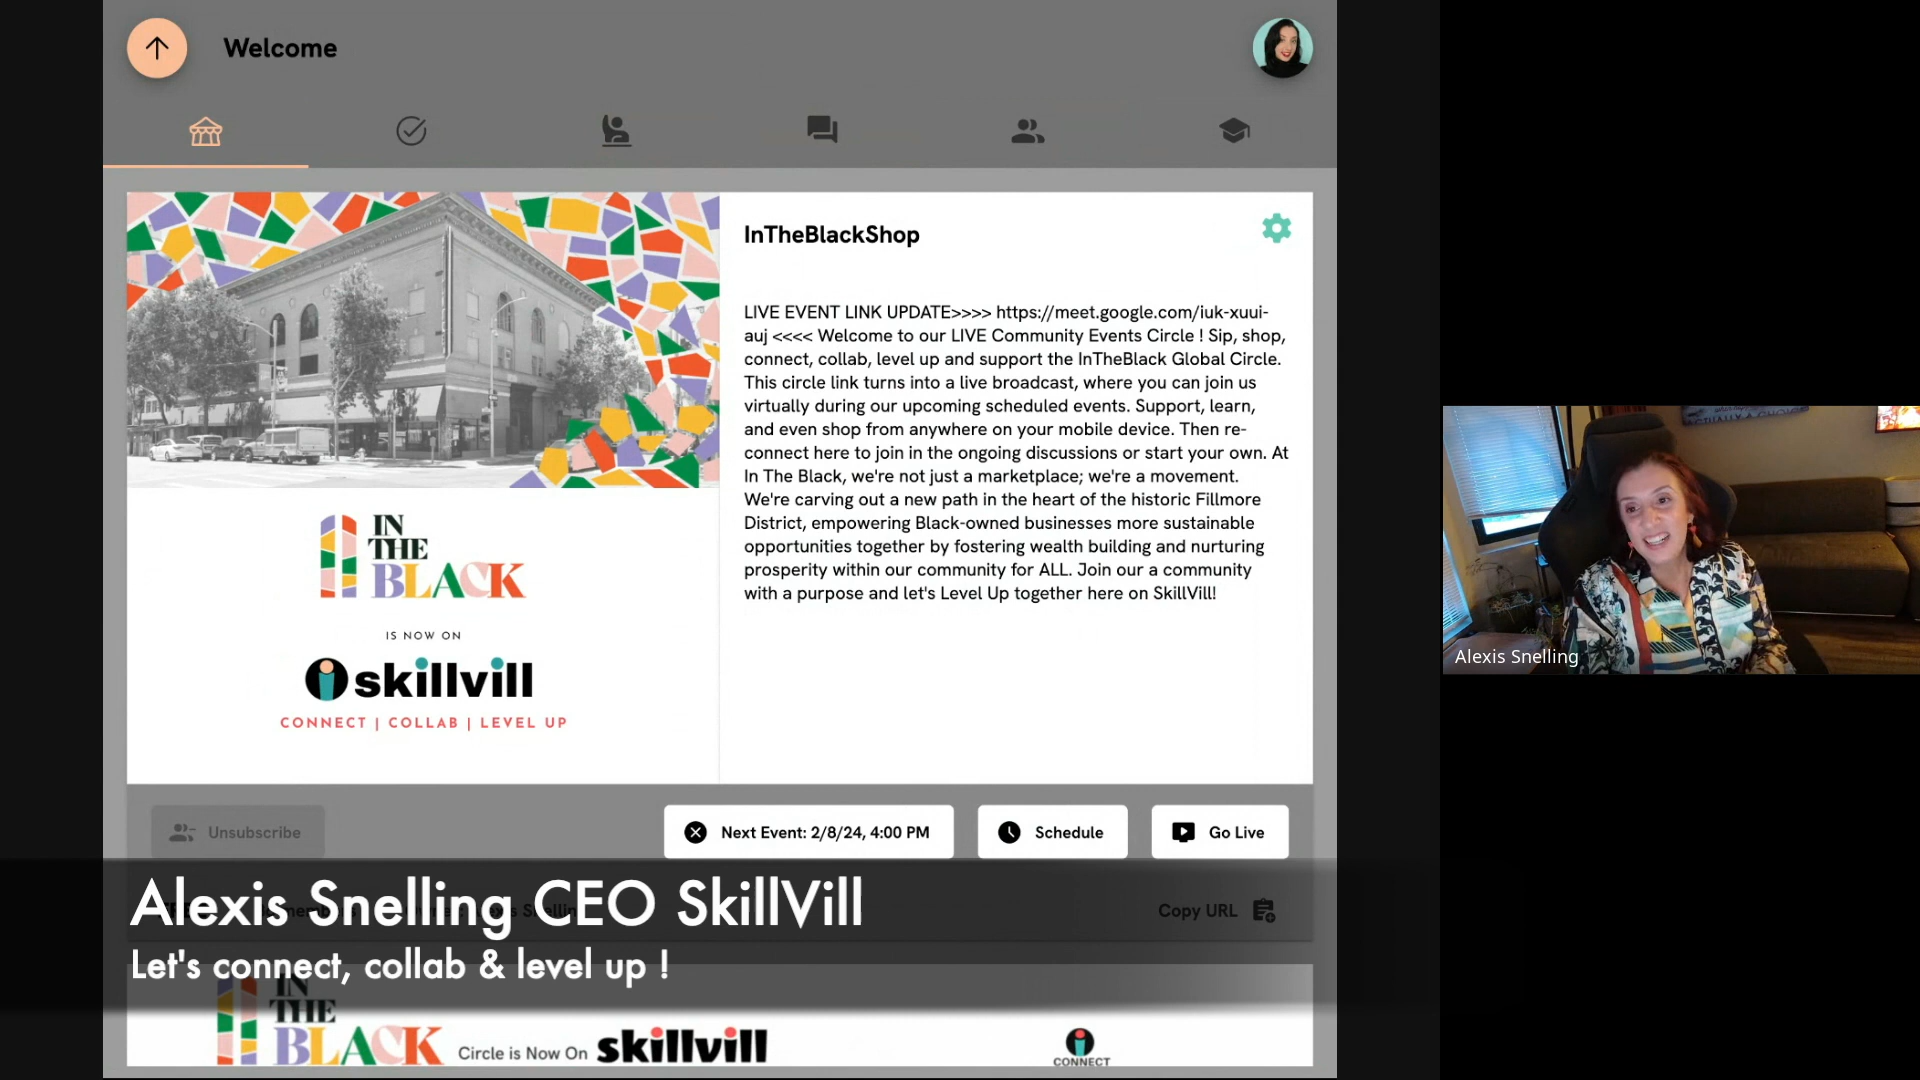 Welcome
InTheBlackShop
LIVE EVENT LINK UPDATE>>>> https://meet.google.com/iuk-xuui-
auj <<<< Welcome to our LIVE Community Events Circle ! Sip, shop,
connect, collab, level up and support the InTheBlack Global Circle.
This circle link turns into a live broadcast, where you can join us
virtually during our upcoming scheduled events. Support, learn,
and even shop from anywhere on your mobile device. Then re-
connect here to join in the ongoing discussions or start your own. At
In The Black, we're not just a marketplace; we're a movement.
We're carving out a new path in the heart of the historic Fillmore
District, empowering Black-owned businesses more sustainable
opportunities together by fostering wealth building and nurturing
prosperity within our community for ALL. Join our a community
with a purpose and let's Level Up together here on SkillVill!
IN
THE
BLACK
IS NOW ON
skillvill
CONNECT | COLLAB | LEVEL UP
Alexis Snelling
Unsubscribe
Next Event: 2/8/24, 4:00 PM
Schedule
Go Live
Alexis Snelling CEO SkillVill
Copy URL
Let's connect, collab & level up !
IN
THE
BLACK
Circle is Now On skillvill
CONNECT